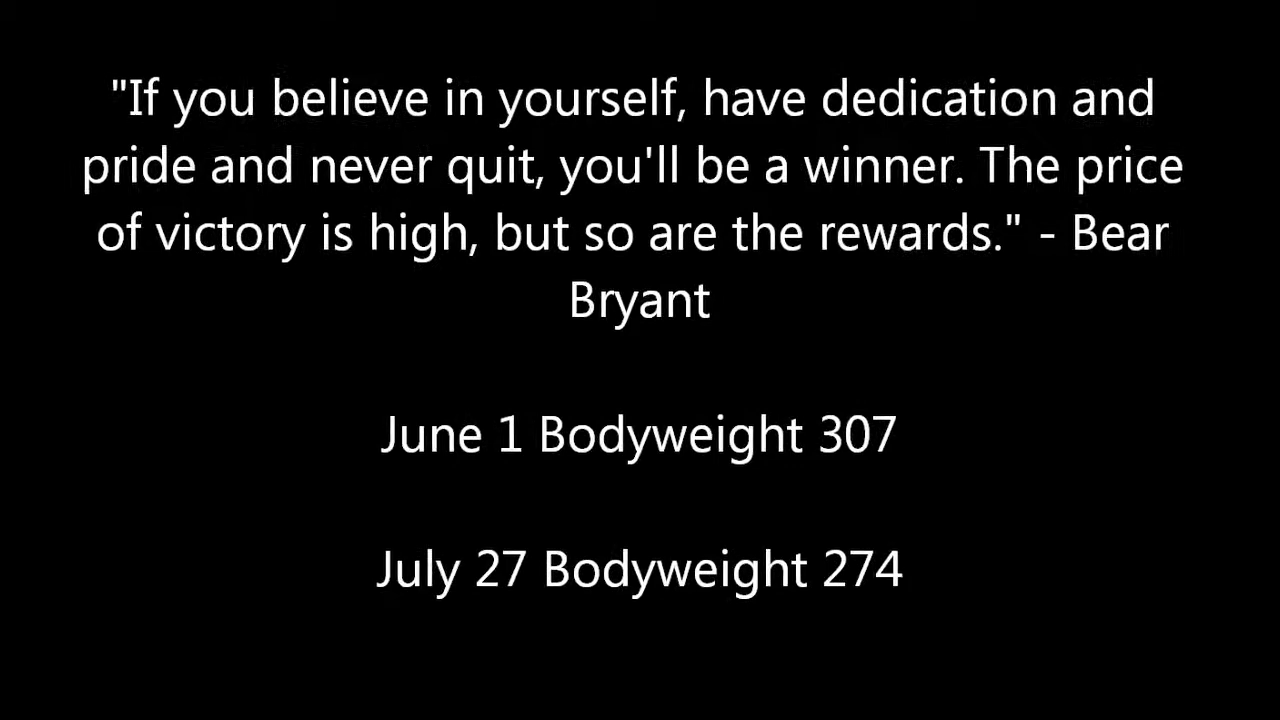 "If you believe in yourself, have dedication and
pride and never quit, you'll be a winner. The price
of victory is high, but so are the rewards." - Bear
Bryant
June 1 Bodyweight 307
July 27 Bodyweight 274